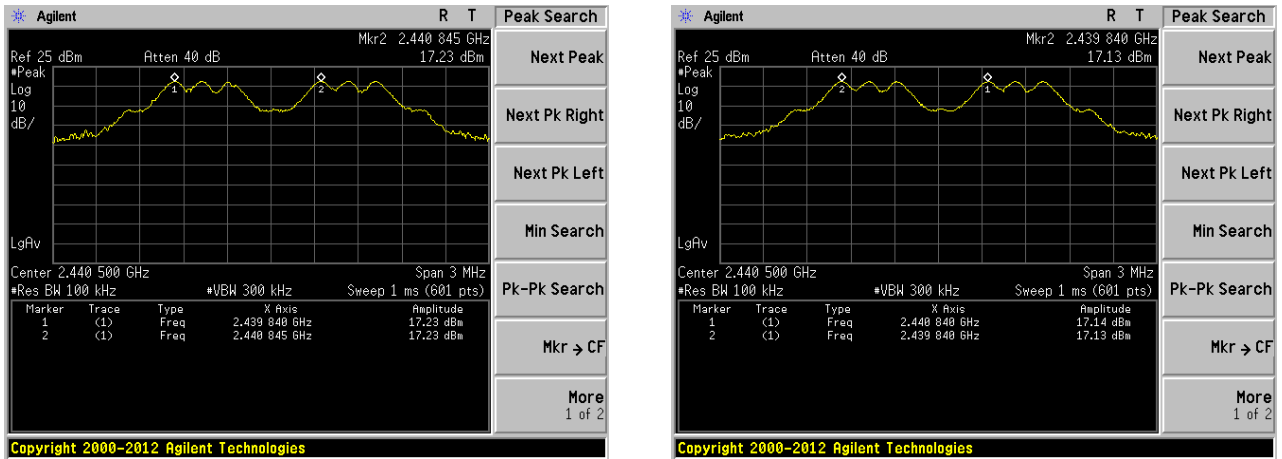 Agilent R T Peak Search
Mkr2 2.440 845 GHz
Ref 25 dBm Atten 40 dB 17.23 dBm
#Peak
Log
10
dB/
1 2
LgAv
Center 2.440 500 GHz Span 3 MHz
#Res BW 100 kHz #VBW 300 kHz Sweep 1 ms (601 pts)
Marker Trace Type X Axis Amplitude
1 (1) Freq 2.439 840 GHz 17.23 dBm
2 (1) Freq 2.440 845 GHz 17.23 dBm
Next Peak
Next Pk Right
Next Pk Left
Min Search
Pk-Pk Search
Mkr → CF
More
1 of 2
Copyright 2000-2012 Agilent Technologies
Agilent R T Peak Search
Mkr2 2.439 840 GHz
Ref 25 dBm Atten 40 dB 17.13 dBm
#Peak
Log
10
dB/
2 1
LgAv
Center 2.440 500 GHz Span 3 MHz
#Res BW 100 kHz #VBW 300 kHz Sweep 1 ms (601 pts)
Marker Trace Type X Axis Amplitude
1 (1) Freq 2.440 840 GHz 17.14 dBm
2 (1) Freq 2.439 840 GHz 17.13 dBm
Next Peak
Next Pk Right
Next Pk Left
Min Search
Pk-Pk Search
Mkr → CF
More
1 of 2
Copyright 2000-2012 Agilent Technologies